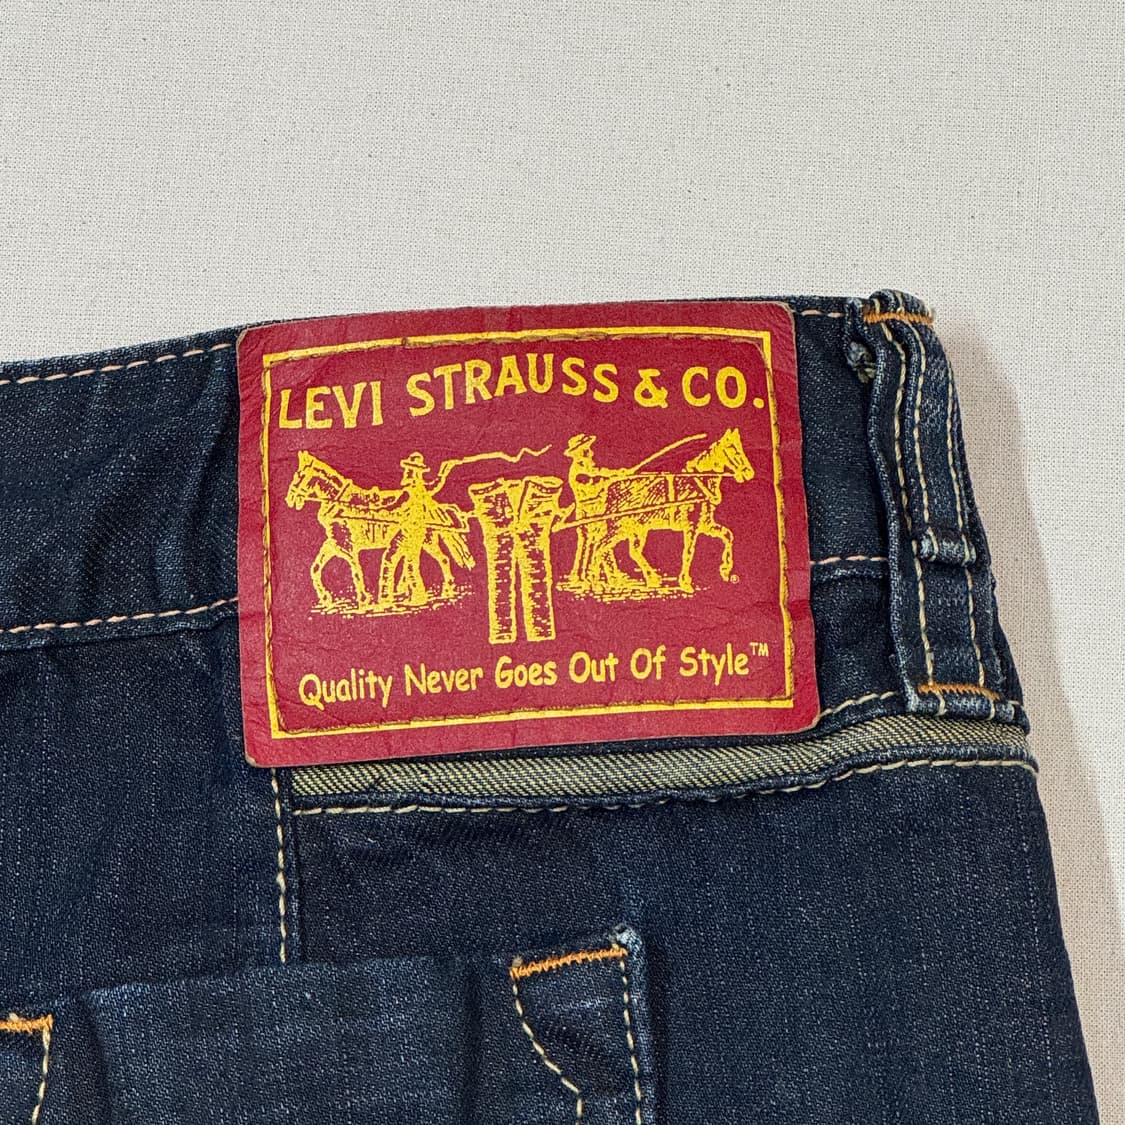 LEVI STRAUSS & CO.
®
Quality Never Goes Out Of Style™